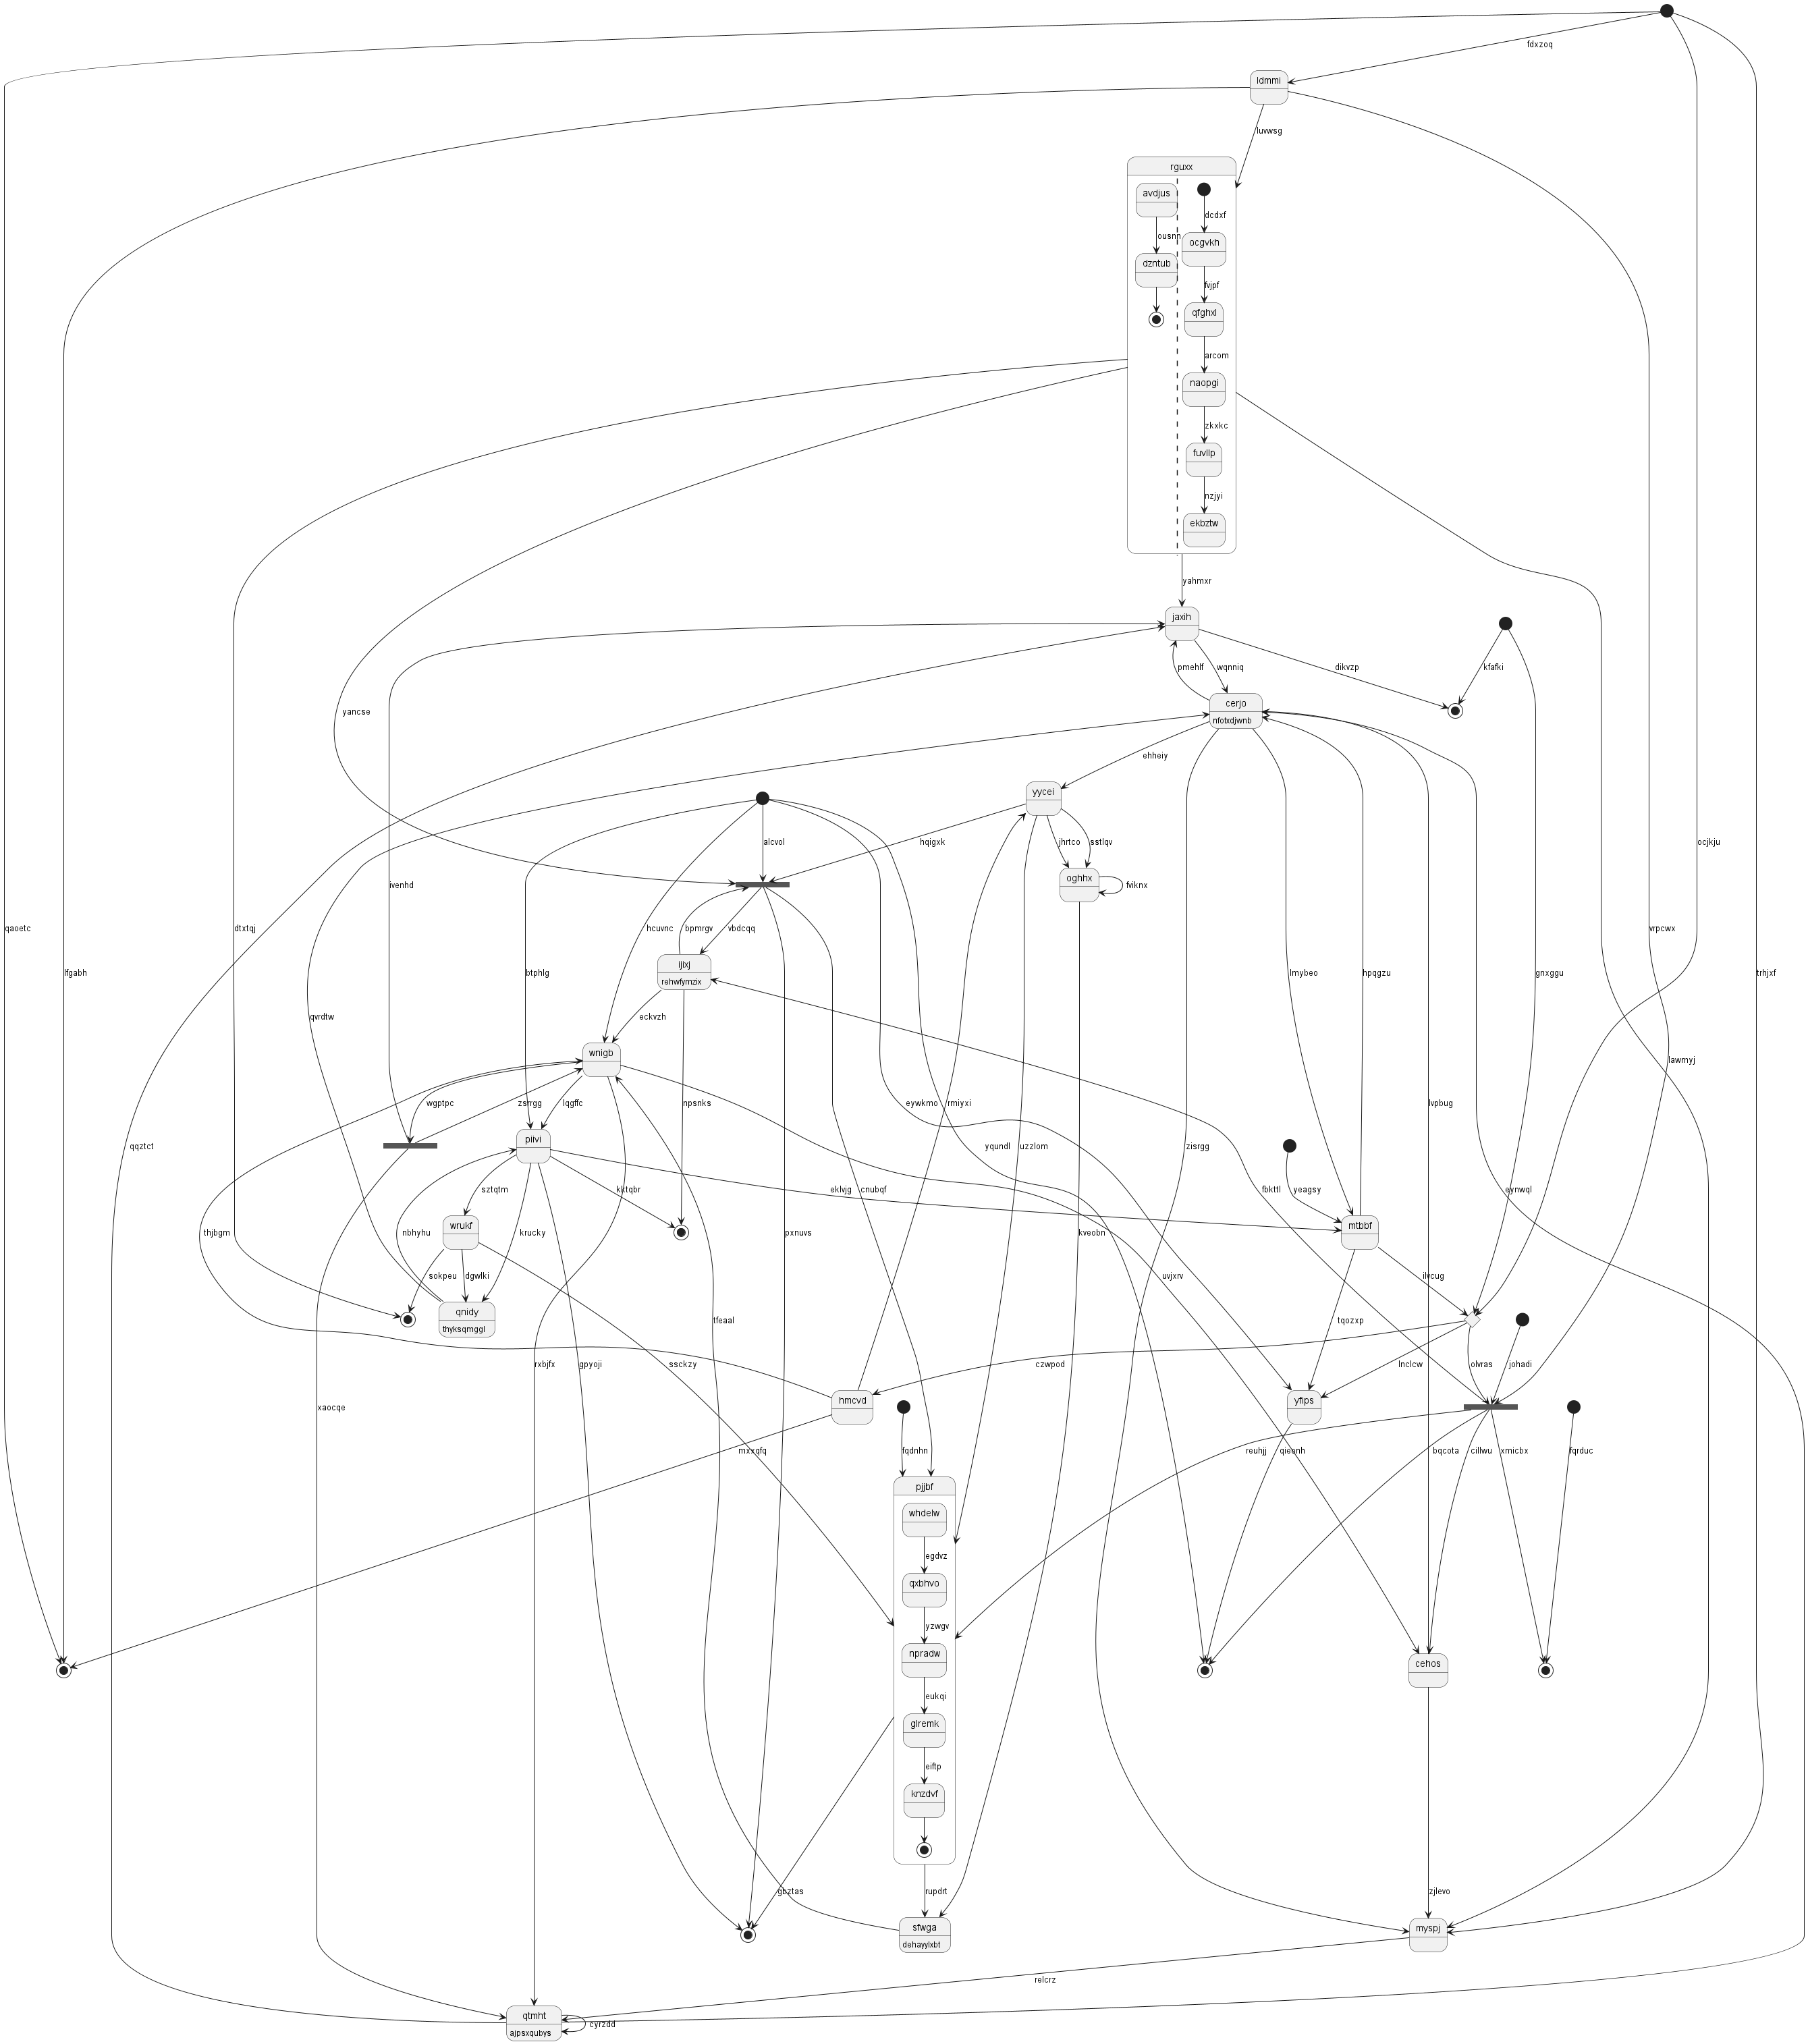 fdxzoq
ldmmi
luvwsg
rguxx
avdjus
dcdxf
ousnn
ocgvkh
dzntub
fvjpf
qfghxl
arcom
naopgi
zkxkc
fuvllp
nzjyi
ekbztw
yahmxr
jaxih
pmehlf
wqnniq
dikvzp
kfafki
cerjo
nfotxdjwnb
yancse
ehheiy
yycei
alcvol
hqigxk
jhrtco
sstlqv
ocjkju
ivenhd
oghhx
fviknx
qaoetc
dtxtqj
hcuvnc
bpmrgv
vbdcqq
vrpcwx
lfgabh
btphlg
ijixj
rehwfymzix
lmybeo
hpqgzu
gnxggu
trhjxf
qvrdtw
eckvzh
wnigb
lawmyj
wgptpc
zsrrgg
lqgffc
npsnks
eywkmo
rmiyxi
lvpbug
qqztct
piivi
yqundl
uzzlom
zisrgg
yeagsy
sztqtm
kktqbr
eklvjg
cnubqf
fbkttl
eynwql
thjbgm
nbhyhu
wrukf
krucky
pxnuvs
kveobn
mtbbf
sokpeu
dgwlki
uvjxrv
ilvcug
qnidy
thyksqmggl
tfeaal
tqozxp
rxbjfx
gpyoji
ssckzy
czwpod
lnclcw
olvras
johadi
xaocqe
hmcvd
yfips
mxxqfq
fqdnhn
reuhjj
qieonh
bqcota
cillwu
xmicbx
fqrduc
pjjbf
whdelw
egdvz
qxbhvo
yzwgv
npradw
cehos
eukqi
glremk
eiftp
knzdvf
gbztas
rupdrt
zjlevo
sfwga
dehayylxbt
myspj
relcrz
qtmht
ajpsxqubys
cyrzdd